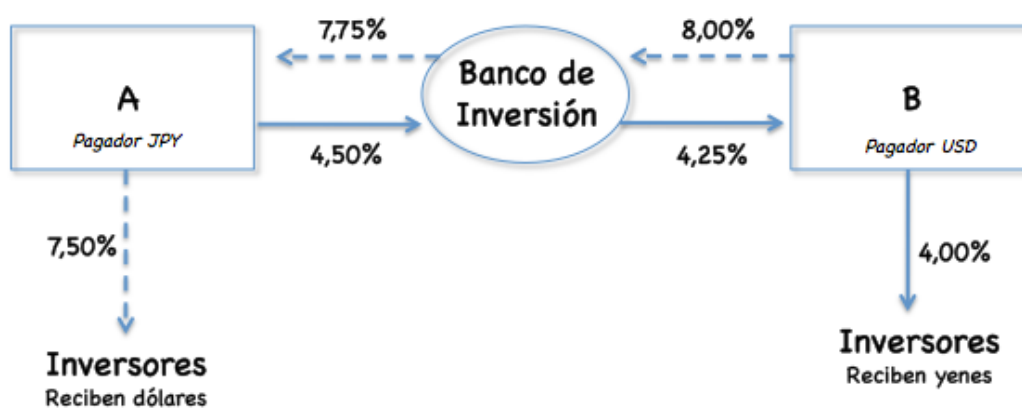 7,75%
8,00%
A
Pagador JPY
Banco de
Inversión
B
Pagador USD
4,50%
4,25%
7,50%
4,00%
Inversores
Reciben dólares
Inversores
Reciben yenes